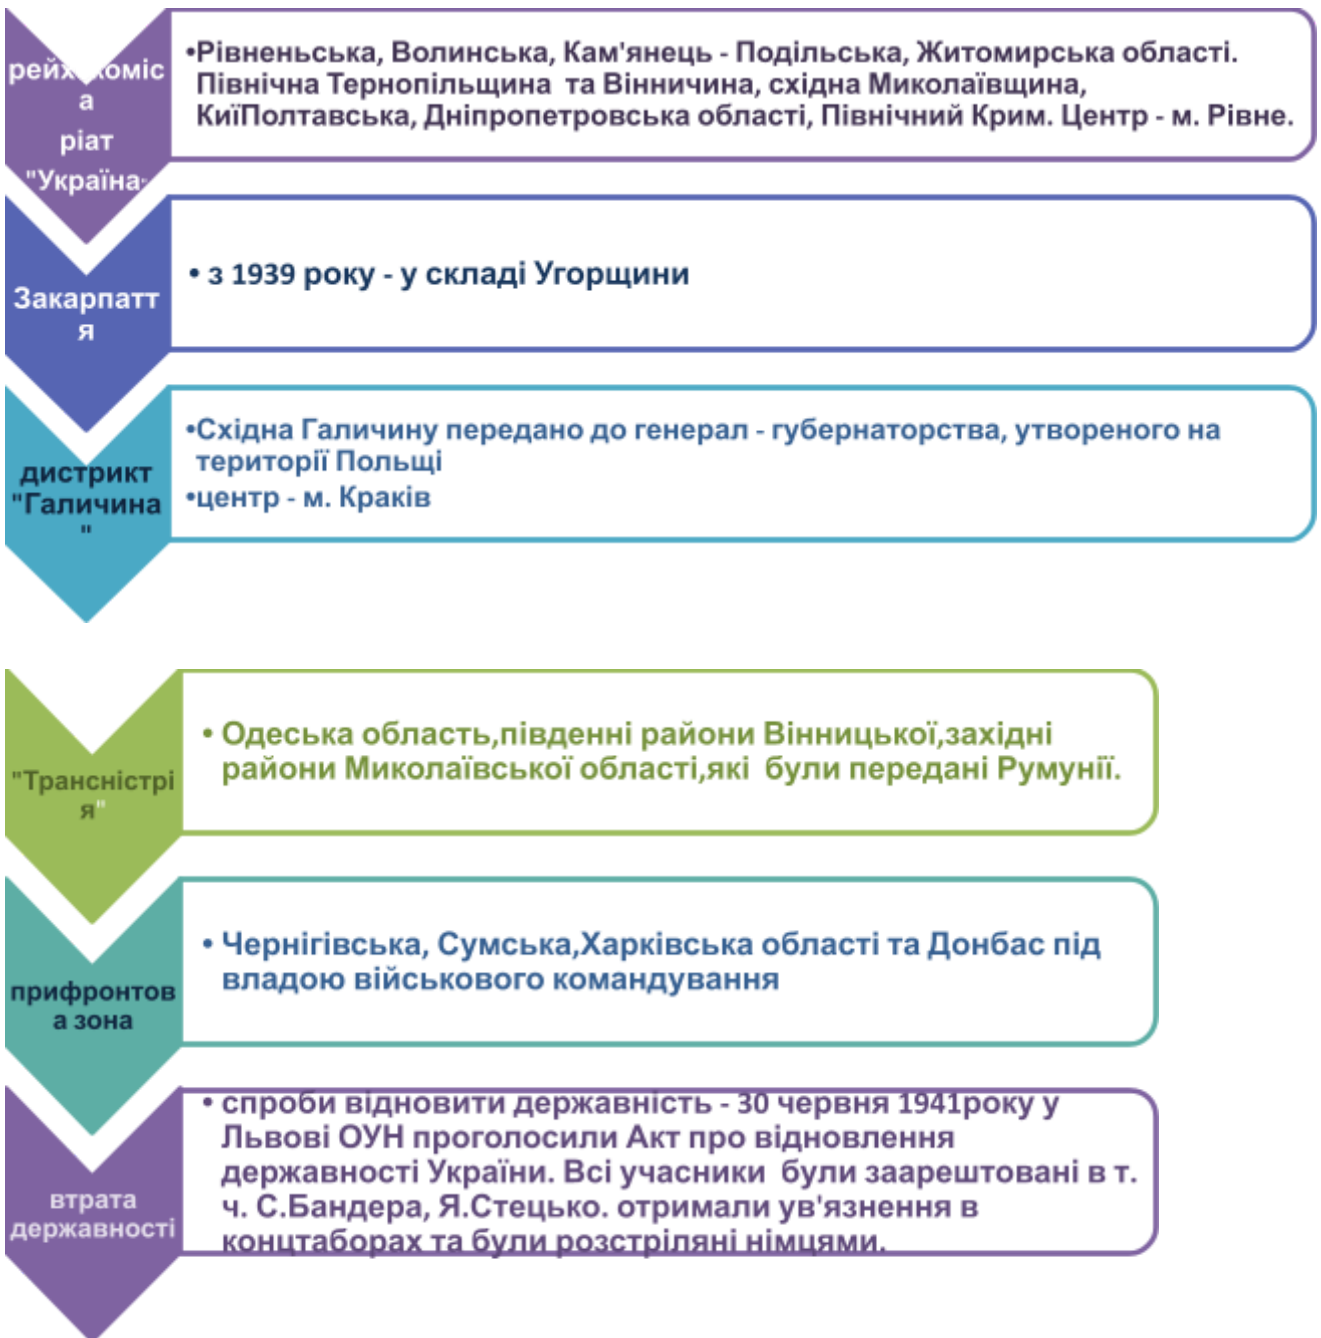 рейхкоміс
а
ріат
"Україна-
•Рівненьська, Волинська, Кам'янець - Подільська, Житомирська області.
Північна Тернопільщина та Вінничина, східна Миколаївщина,
КиїПолтавська, Дніпропетровська області, Північний Крим. Центр - м. Рівне.
Закарпатт
я
• з 1939 року - у складі Угорщини
дистрикт
"Галичина
"
•Східна Галичину передано до генерал - губернаторства, утвореного на
території Польщі
•центр - м. Краків
"Трансністрі
я"
• Одеська область,південні райони Вінницької,західні
райони Миколаївської області,які були передані Румунії.
прифронтов
а зона
• Чернігівська, Сумська,Харківська області та Донбас під
владою військового командування
втрата
державності
• спроби відновити державність - 30 червня 1941року у
Львові ОУН проголосили Акт про відновлення
державності України. Всі учасники були заарештовані в т.
ч. С.Бандера, Я.Стецько. отримали ув'язнення в
концтаборах та були розстріляні німцями.